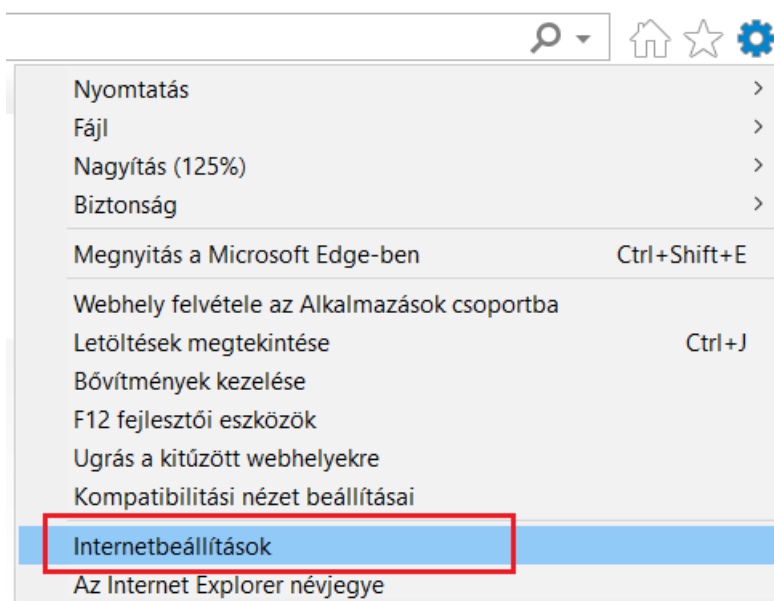 Nyomtatás
Fájl
Nagyítás (125%)
Biztonság
Megnyitás a Microsoft Edge-ben Ctrl+Shift+E
Webhely felvétele az Alkalmazások csoportba
Letöltések megtekintése Ctrl+J
Bővítmények kezelése
F12 fejlesztői eszközök
Ugrás a kitűzött webhelyekre
Kompatibilitási nézet beállításai
Internetbeállítások
Az Internet Explorer névjegye